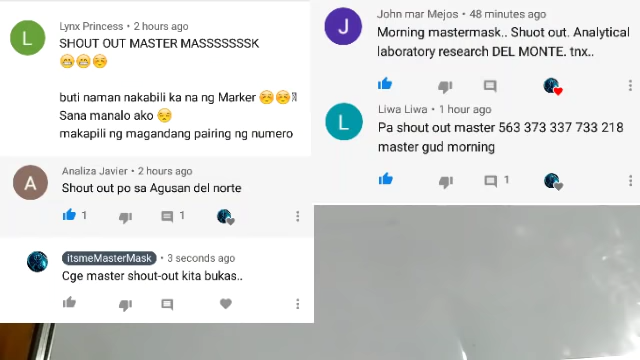 Lynx Princess • 2 hours ago
SHOUT OUT MASTER MASSSSSSSK
😁😁😚
buti naman nakabili ka na ng Marker 😚😚
Sana manalo ako 😚
makapili ng magandang pairing ng numero
Analiza Javier • 2 hours ago
Shout out po sa Agusan del norte
1 1
itsmeMasterMask • 3 seconds ago
Cge master shout-out kita bukas..
John mar Mejos • 48 minutes ago
Morning mastermask.. Shuot out. Analytical
laboratory research DEL MONTE. tnx..
Liwa Liwa • 1 hour ago
Pa shout out master 563 373 337 733 218
master gud morning
1
L
A
J
L